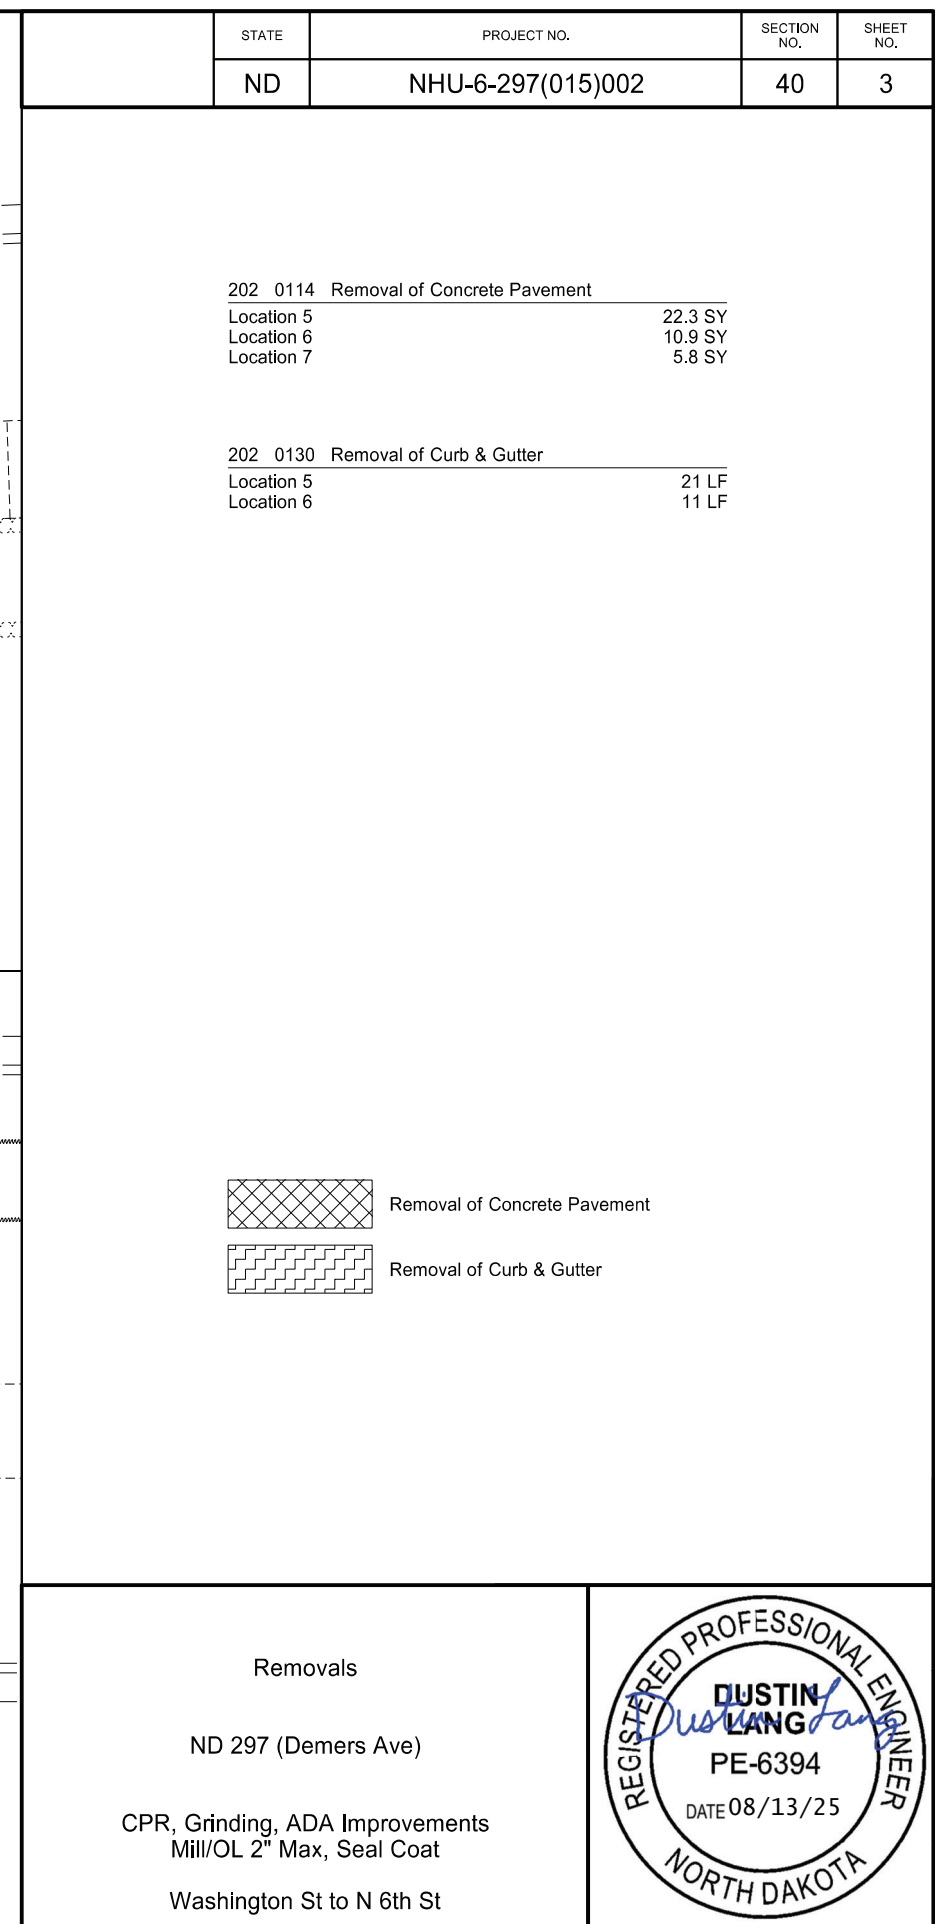 STATE
PROJECT NO.
SECTION NO.
SHEET NO.
ND
NHU-6-297(015)002
40
3
202 0114 Removal of Concrete Pavement
Location 5 22.3 SY
Location 6 10.9 SY
Location 7 5.8 SY
202 0130 Removal of Curb & Gutter
Location 5 21 LF
Location 6 11 LF
Removal of Concrete Pavement
Removal of Curb & Gutter
Removals
ND 297 (Demers Ave)
CPR, Grinding, ADA Improvements
Mill/OL 2" Max, Seal Coat
Washington St to N 6th St
REGISTERED PROFESSIONAL ENGINEER
DUSTIN
LANG
Dustin Lang
PE-6394
DATE 08/13/25
NORTH DAKOTA